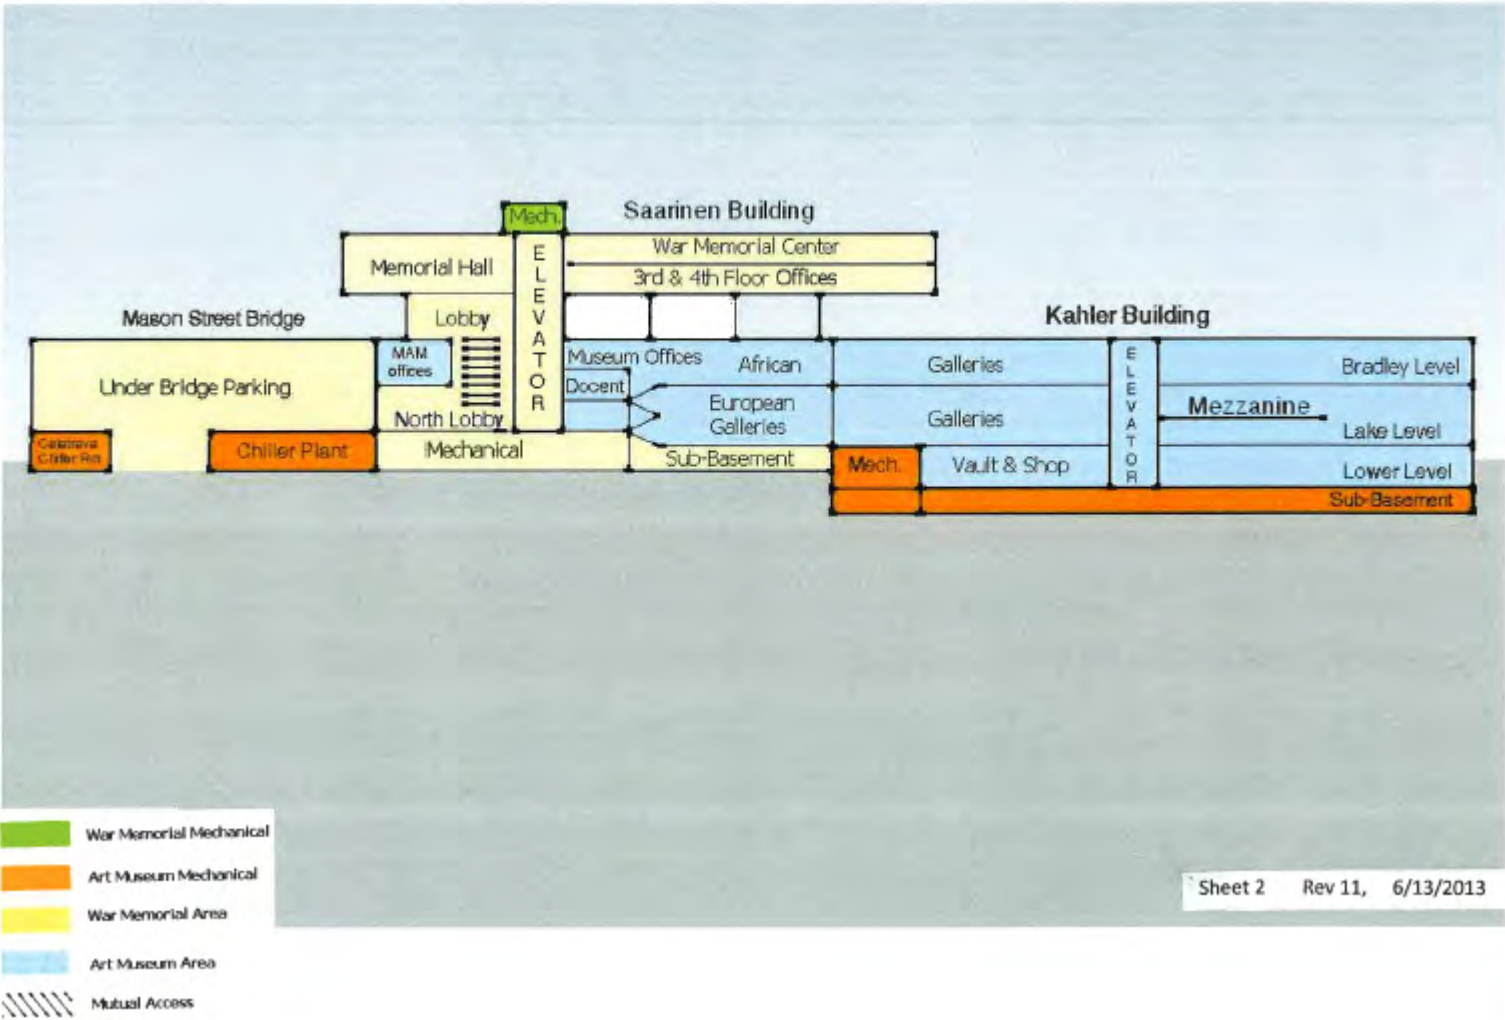 Saarinen Building
Mech.
ELEVATOR
War Memorial Center
Memorial Hall
3rd & 4th Floor Offices
Mason Street Bridge
Lobby
Kahler Building
MAM
offices
Museum Offices
African
Galleries
ELEVATOR
Bradley Level
Under Bridge Parking
Docent
European
Galleries
Mezzanine
North Lobby
Galleries
Lake Level
Chiller Plant
Mechanical
Sub-Basement
Mech.
Vault & Shop
Lower Level
Sub-Basement
War Memorial Mechanical
Art Museum Mechanical
War Memorial Area
Art Museum Area
Mutual Access
Sheet 2 Rev 11, 6/13/2013